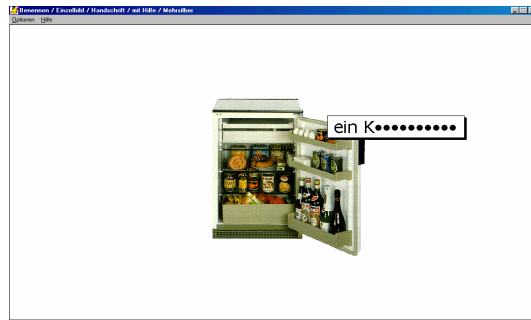 Benennen / Einzelbild / Handschrift / mit Hilfe / Mehrsilber
Optionen Hilfe
ein K●●●●●●●●●●